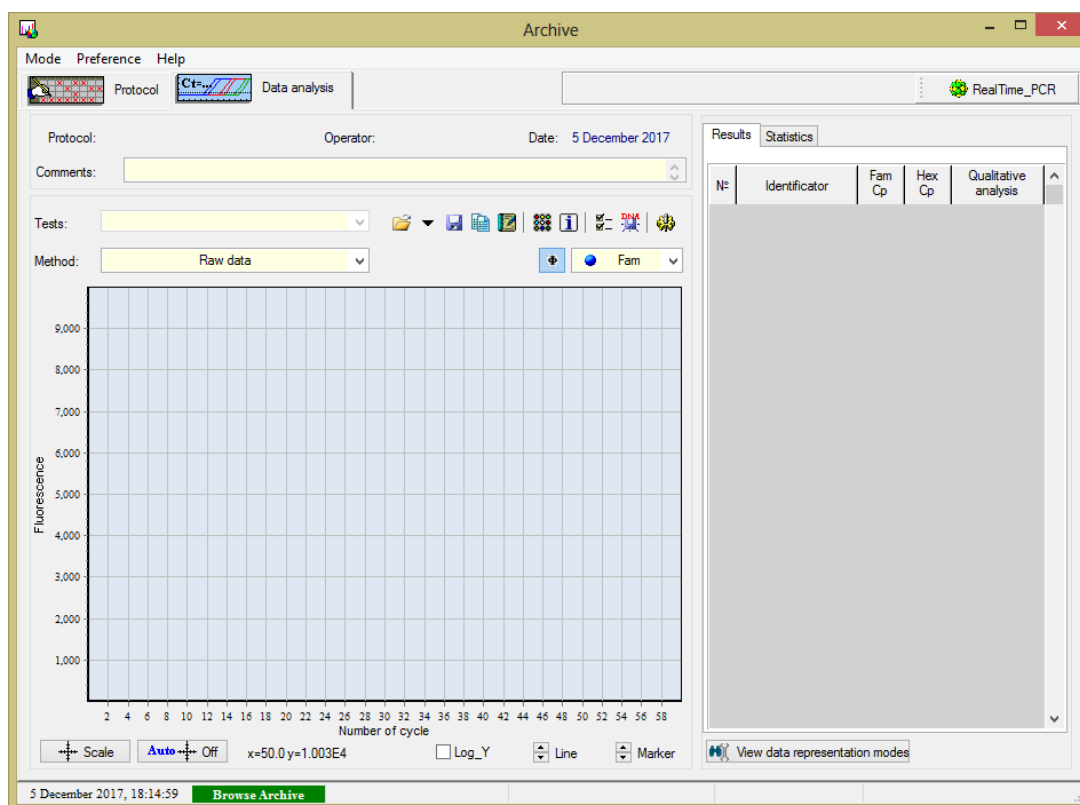 Archive
Mode Preference Help
Protocol Ct=... Data analysis RealTime_PCR
Protocol: Operator: Date: 5 December 2017
Comments:
Tests:
DNA
Method: Raw data Φ Fam
9,000
8,000
7,000
6,000
5,000
4,000
3,000
2,000
1,000
Fluorescence
2 4 6 8 10 12 14 16 18 20 22 24 26 28 30 32 34 36 38 40 42 44 46 48 50 52 54 56 58
Number of cycle
Scale Auto Off x=50.0 y=1.003E4 Log_Y Line Marker
Results Statistics
№ Identificator Fam Cp Hex Cp Qualitative analysis
View data representation modes
5 December 2017, 18:14:59 Browse Archive